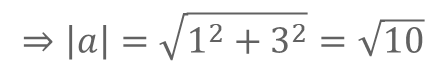 ⇒ |a| = √(1² + 3²) = √10